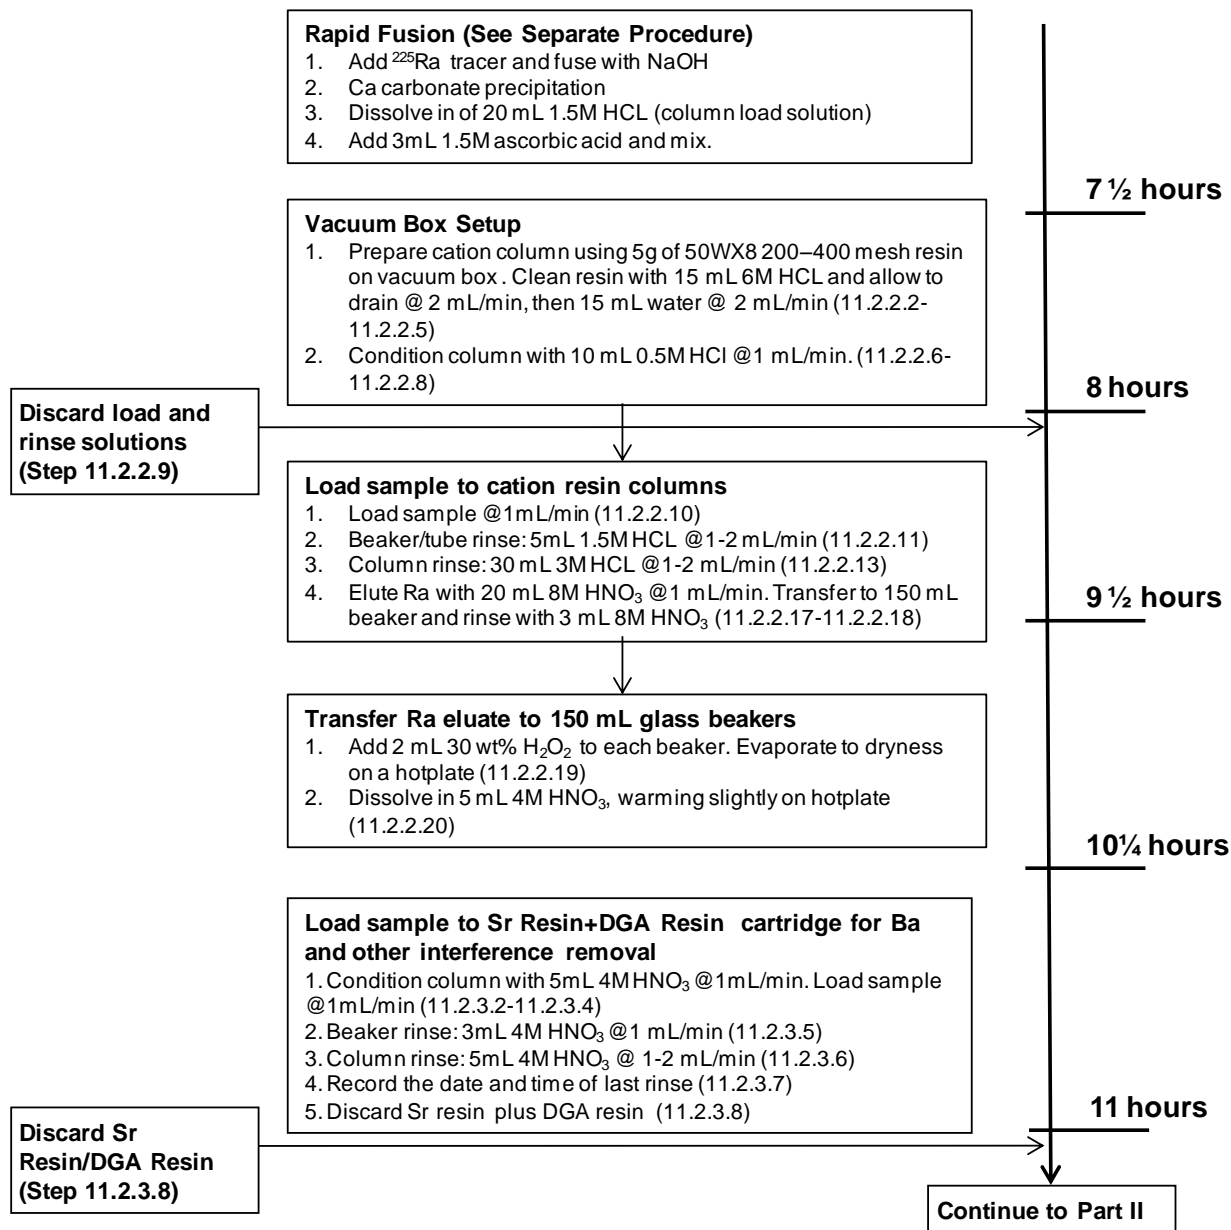 Rapid Fusion (See Separate Procedure)
1. Add ²²⁵Ra tracer and fuse with NaOH
2. Ca carbonate precipitation
3. Dissolve in of 20 mL 1.5M HCL (column load solution)
4. Add 3mL 1.5M ascorbic acid and mix.
7 ½ hours
Vacuum Box Setup
1. Prepare cation column using 5g of 50WX8 200–400 mesh resin
on vacuum box . Clean resin with 15 mL 6M HCL and allow to
drain @ 2 mL/min, then 15 mL water @ 2 mL/min (11.2.2.2-
11.2.2.5)
2. Condition column with 10 mL 0.5M HCl @1 mL/min. (11.2.2.6-
11.2.2.8)
8 hours
Discard load and
rinse solutions
(Step 11.2.2.9)
Load sample to cation resin columns
1. Load sample @1mL/min (11.2.2.10)
2. Beaker/tube rinse: 5mL 1.5M HCL @1-2 mL/min (11.2.2.11)
3. Column rinse: 30 mL 3M HCL @1-2 mL/min (11.2.2.13)
4. Elute Ra with 20 mL 8M HNO₃ @1 mL/min. Transfer to 150 mL
beaker and rinse with 3 mL 8M HNO₃ (11.2.2.17-11.2.2.18)
9 ½ hours
Transfer Ra eluate to 150 mL glass beakers
1. Add 2 mL 30 wt% H₂O₂ to each beaker. Evaporate to dryness
on a hotplate (11.2.2.19)
2. Dissolve in 5 mL 4M HNO₃, warming slightly on hotplate
(11.2.2.20)
10¼ hours
Load sample to Sr Resin+DGA Resin cartridge for Ba
and other interference removal
1. Condition column with 5mL 4M HNO₃ @1mL/min. Load sample
@1mL/min (11.2.3.2-11.2.3.4)
2. Beaker rinse: 3mL 4M HNO₃ @1 mL/min (11.2.3.5)
3. Column rinse: 5mL 4M HNO₃ @ 1-2 mL/min (11.2.3.6)
4. Record the date and time of last rinse (11.2.3.7)
5. Discard Sr resin plus DGA resin (11.2.3.8)
11 hours
Discard Sr
Resin/DGA Resin
(Step 11.2.3.8)
Continue to Part II